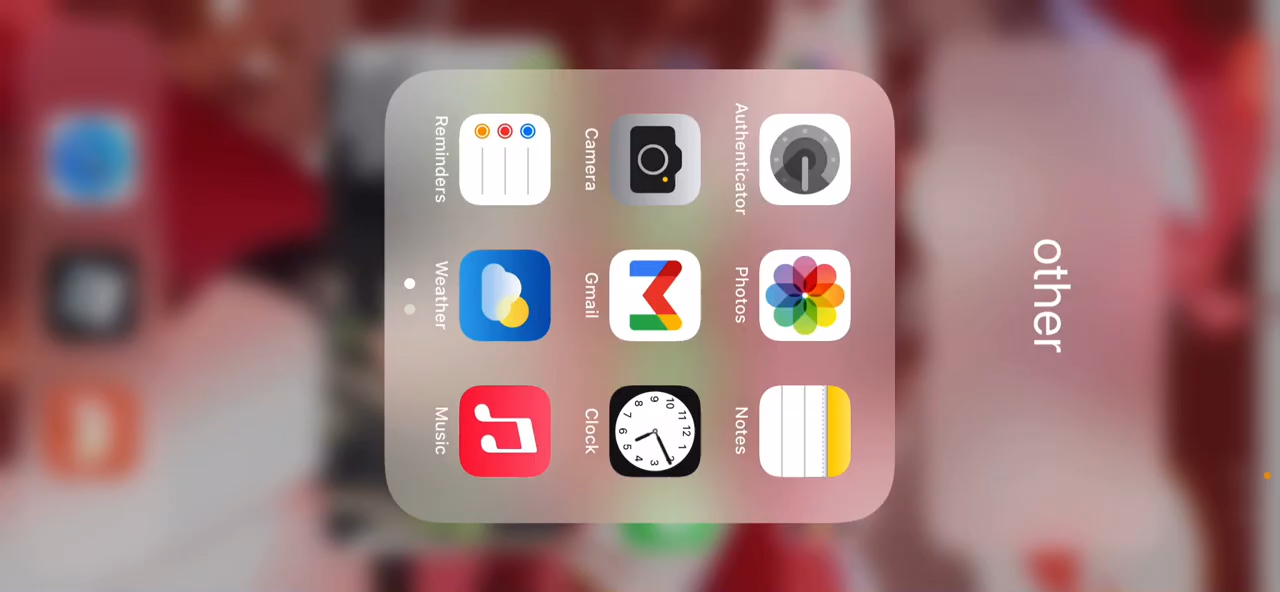 other
Authenticator Photos Notes
Camera Gmail Clock
Reminders Weather Music